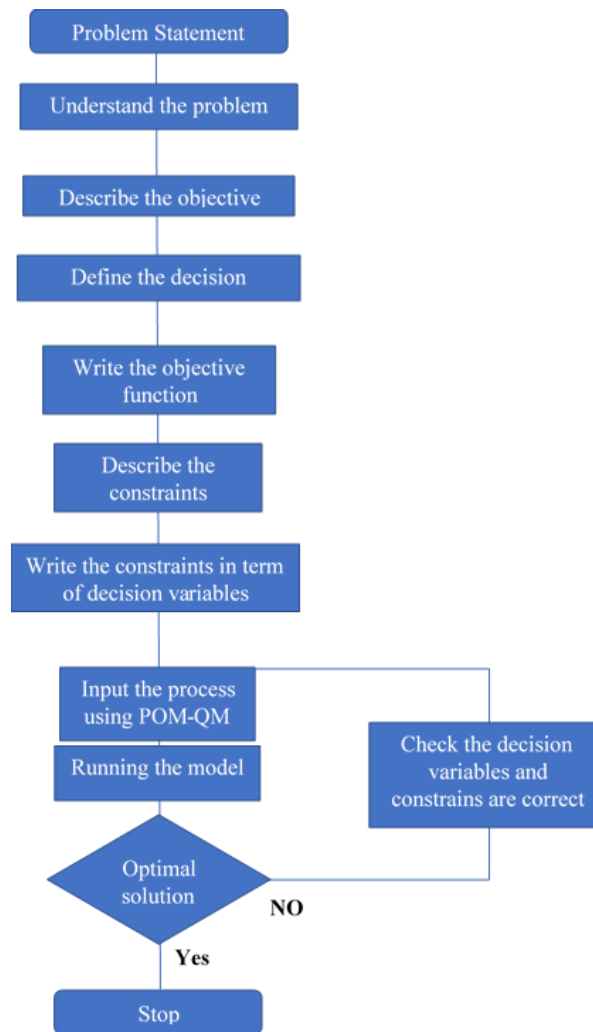 Problem Statement
Understand the problem
Describe the objective
Define the decision
Write the objective
function
Describe the
constraints
Write the constraints in term
of decision variables
Input the process
using POM-QM
Running the model
Check the decision
variables and
constrains are correct
Optimal
solution
NO
Yes
Stop